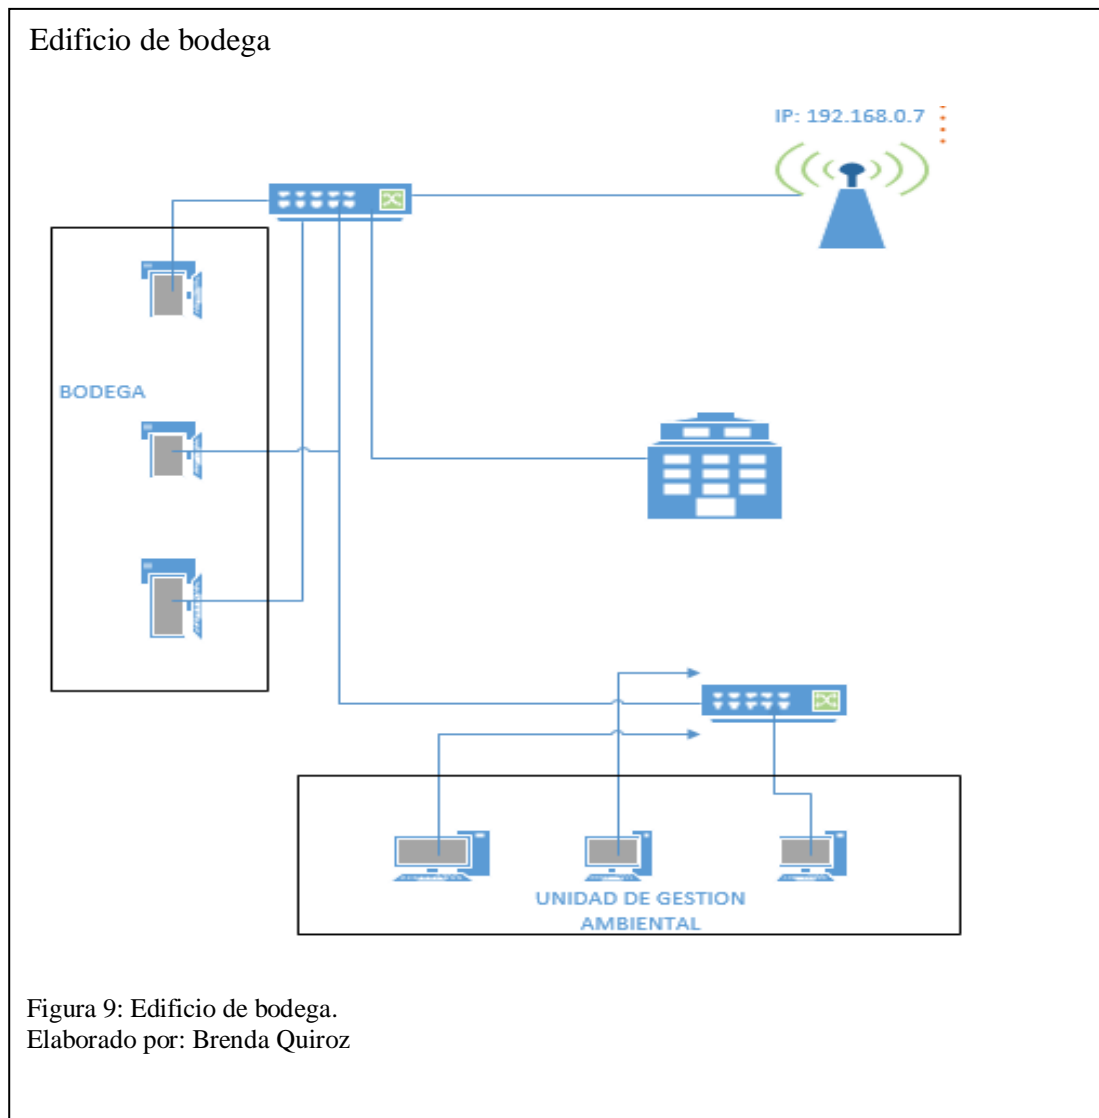 Edificio de bodega
IP: 192.168.0.7
BODEGA
UNIDAD DE GESTION
AMBIENTAL
Figura 9: Edificio de bodega.
Elaborado por: Brenda Quiroz